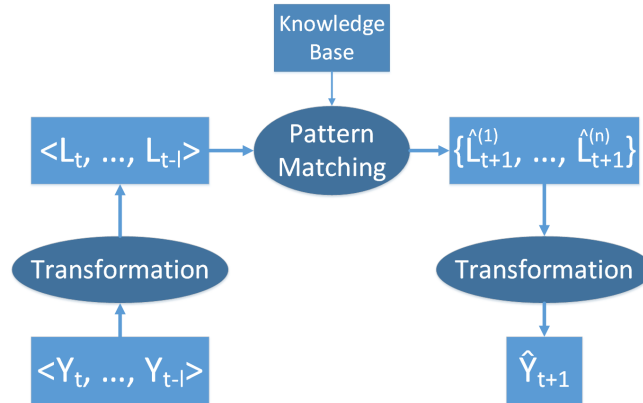 Knowledge
Base
<Lₜ, ..., Lₜ₋ₗ>
Pattern
Matching
{L̂ₜ₊₁⁽¹⁾, ..., L̂ₜ₊₁⁽ⁿ⁾}
Transformation
Transformation
<Yₜ, ..., Yₜ₋ₗ>
Ŷₜ₊₁